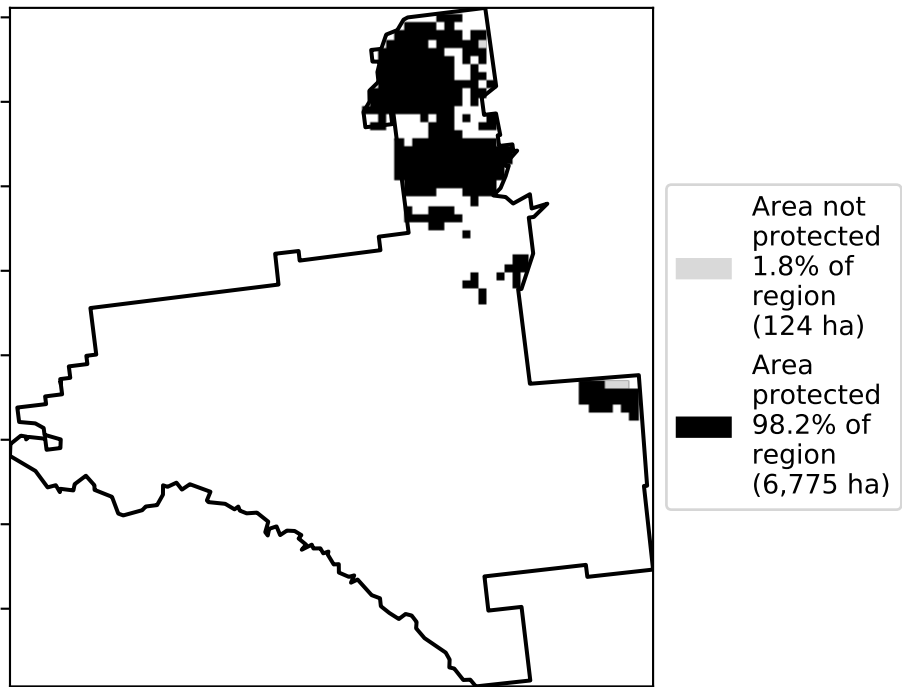 Area not
protected
1.8% of
region
(124 ha)
Area
protected
98.2% of
region
(6,775 ha)